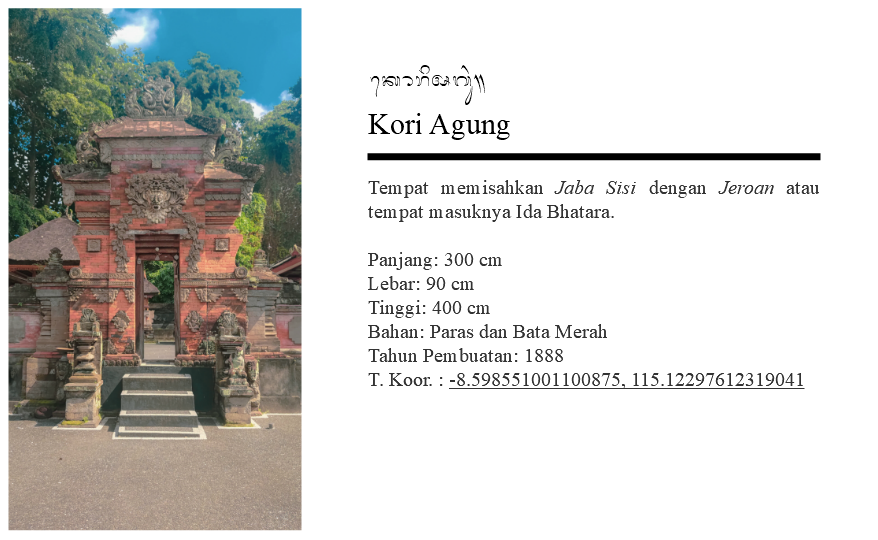 Kori Agung
Tempat memisahkan Jaba Sisi dengan Jeroan atau
tempat masuknya Ida Bhatara.
Panjang: 300 cm
Lebar: 90 cm
Tinggi: 400 cm
Bahan: Paras dan Bata Merah
Tahun Pembuatan: 1888
T. Koor. : -8.598551001100875, 115.12297612319041